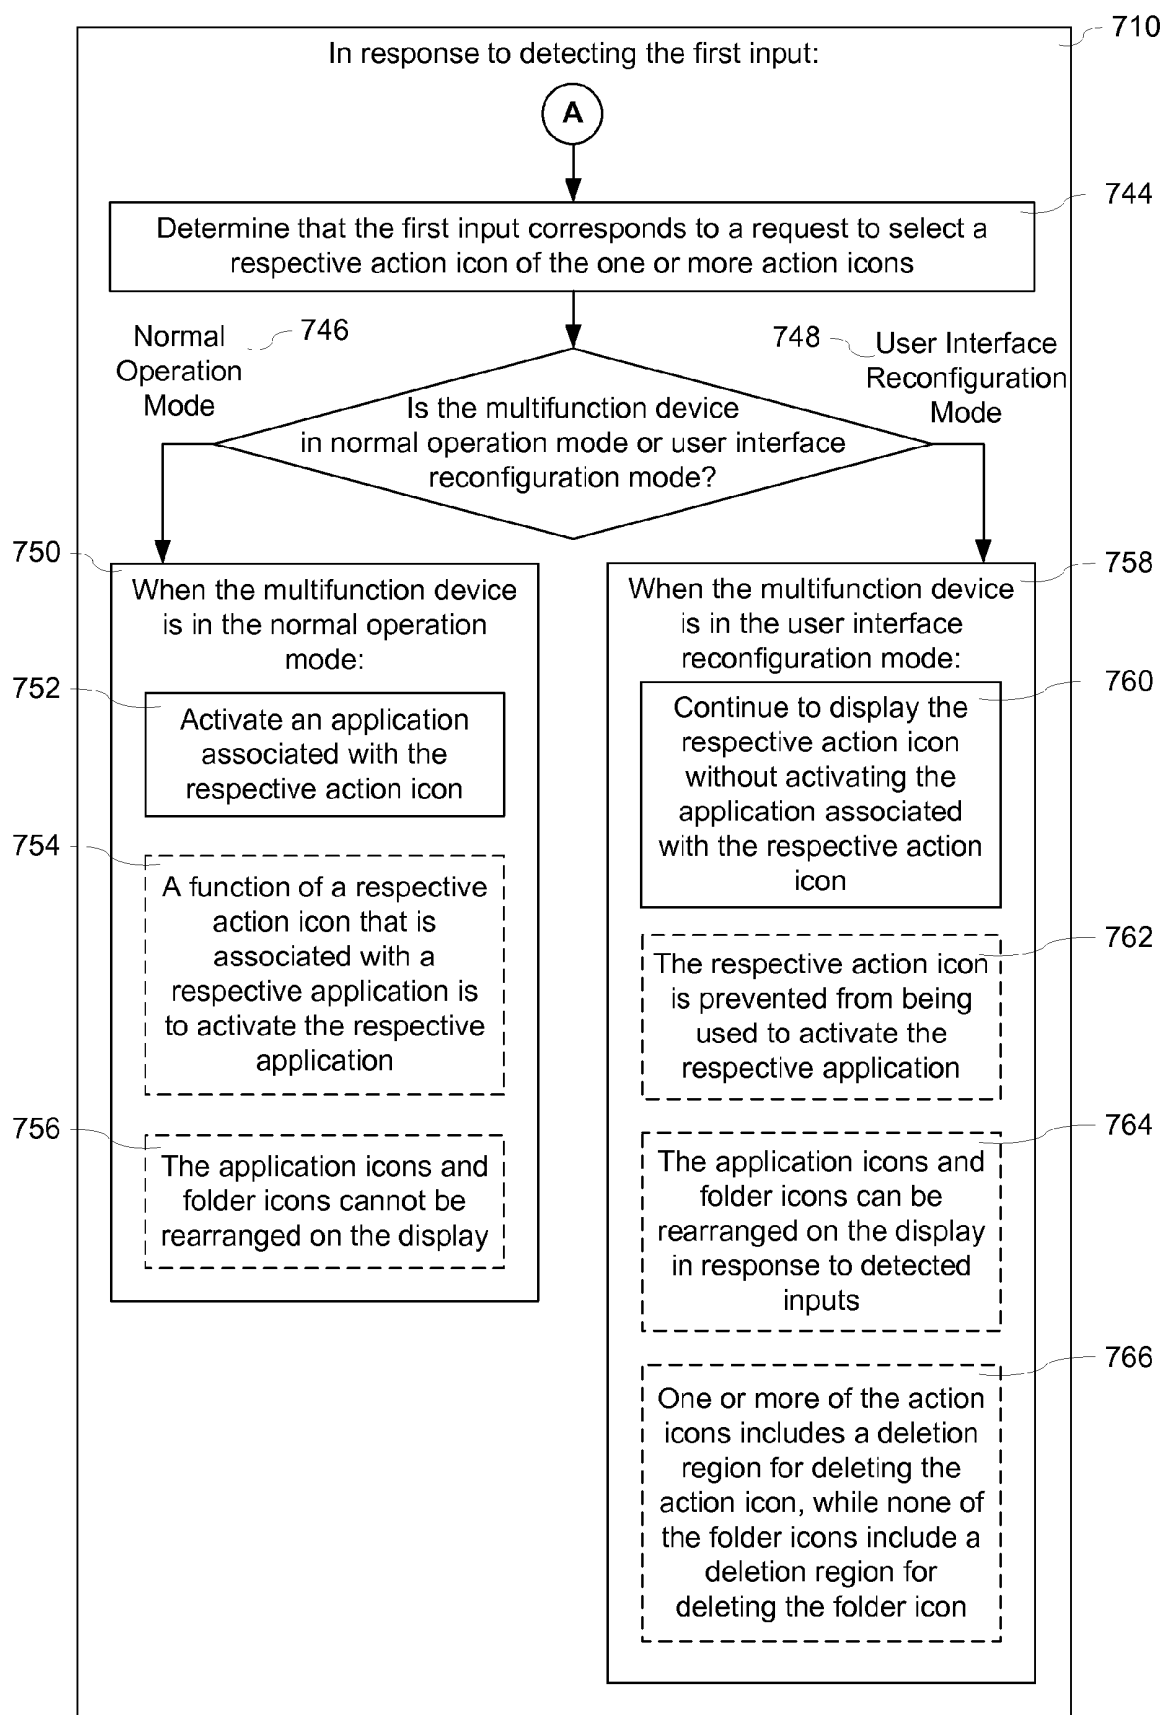 710
In response to detecting the first input:
A
744
Determine that the first input corresponds to a request to select a
respective action icon of the one or more action icons
Normal
Operation
Mode
746
748
User Interface
Reconfiguration
Mode
Is the multifunction device
in normal operation mode or user interface
reconfiguration mode?
750
When the multifunction device
is in the normal operation
mode:
752
Activate an application
associated with the
respective action icon
754
A function of a respective
action icon that is
associated with a
respective application is
to activate the respective
application
756
The application icons and
folder icons cannot be
rearranged on the display
758
When the multifunction device
is in the user interface
reconfiguration mode:
760
Continue to display the
respective action icon
without activating the
application associated
with the respective action
icon
762
The respective action icon
is prevented from being
used to activate the
respective application
764
The application icons and
folder icons can be
rearranged on the display
in response to detected
inputs
766
One or more of the action
icons includes a deletion
region for deleting the
action icon, while none of
the folder icons include a
deletion region for
deleting the folder icon